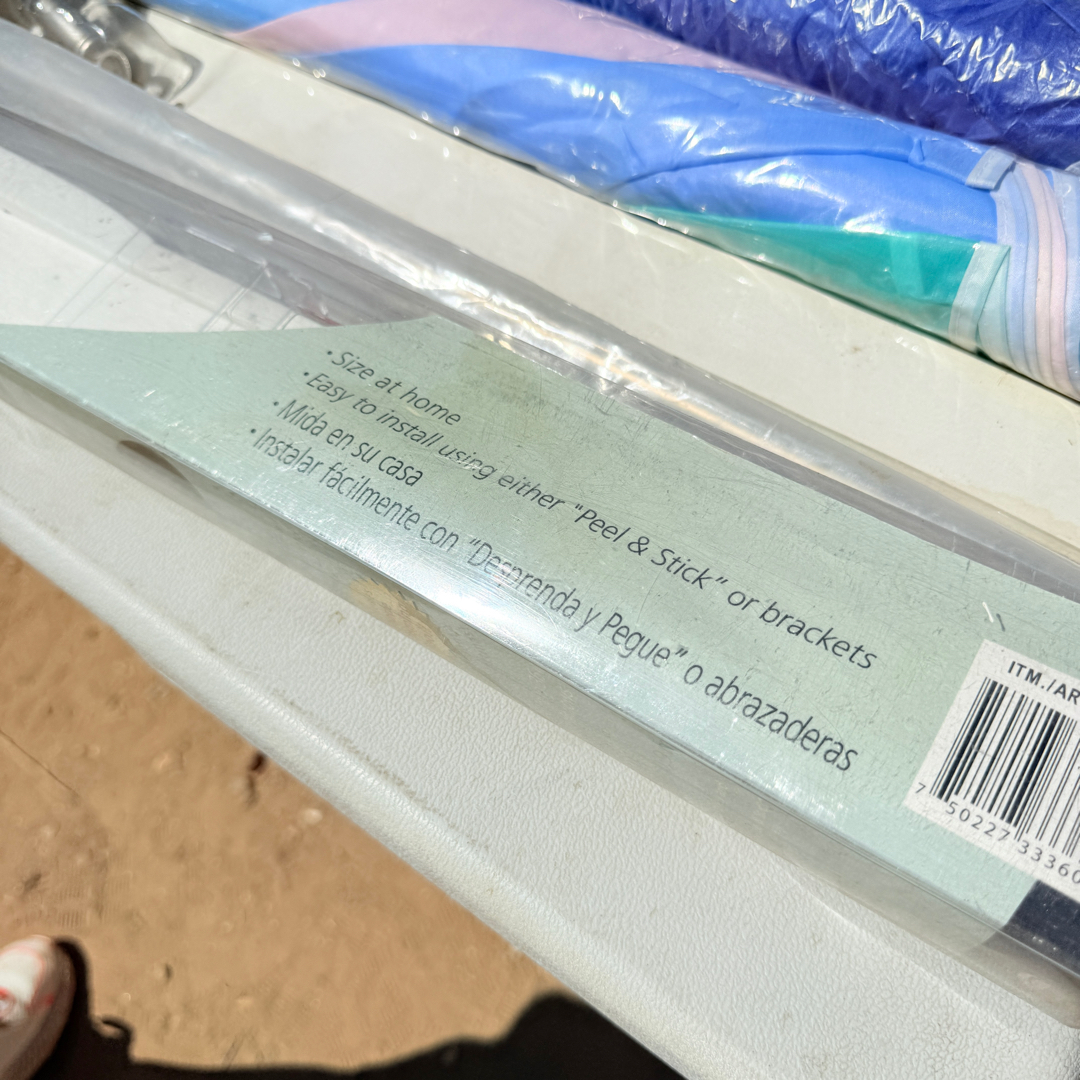 • Size at home
• Easy to install using either "Peel & Stick" or brackets
• Mida en su casa
• Instalar fácilmente con "Desprenda y Pegue" o abrazaderas
ITM./AR
7 50227 33360